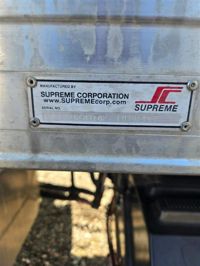 MANUFACTURED BY
SUPREME CORPORATION
www.SUPREMEcorp.com
SERIAL NO.
SUPREME